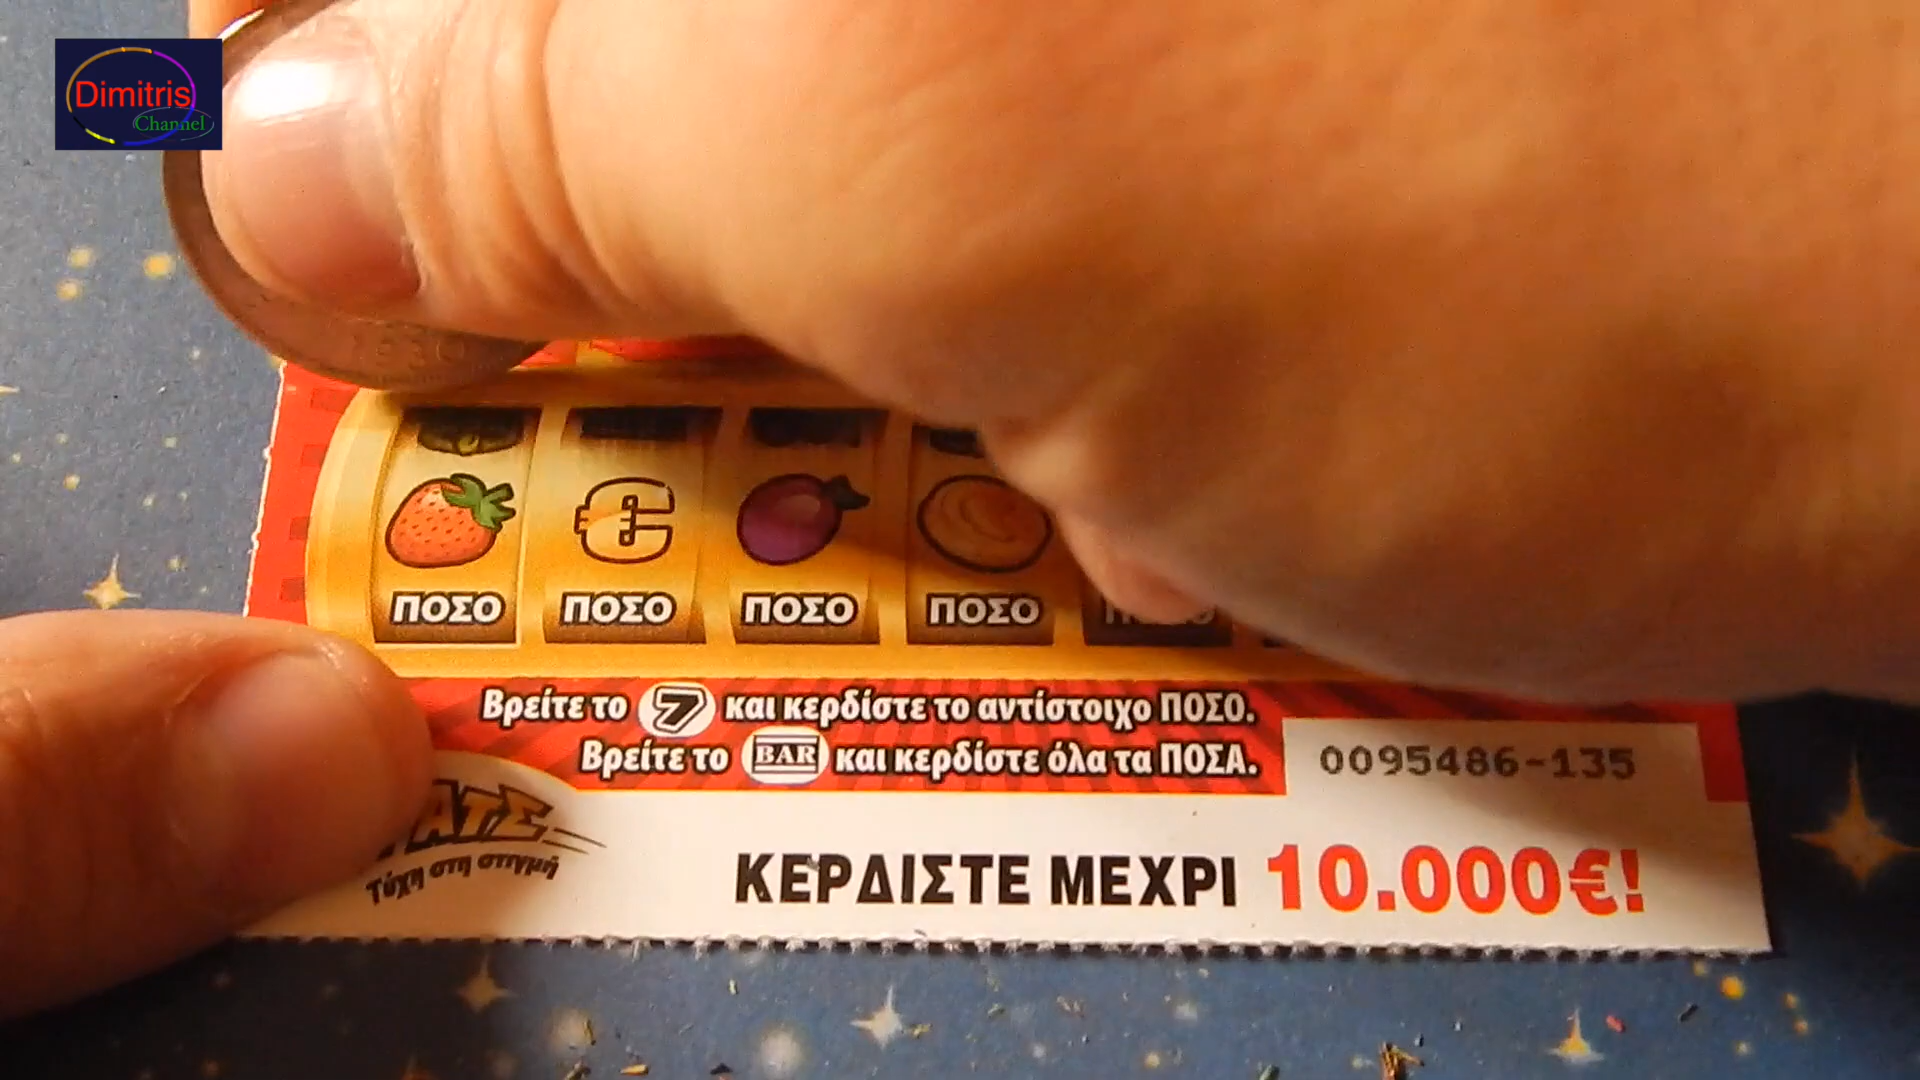 Dimitris
Channel
ΠΟΣΟ ΠΟΣΟ ΠΟΣΟ ΠΟΣΟ
Βρείτε το 7 και κερδίστε το αντίστοιχο ΠΟΣΟ.
Βρείτε το BAR και κερδίστε όλα τα ΠΟΣΑ.
0095486-135
Τύχη στη στιγμή
ΚΕΡΔΙΣΤΕ ΜΕΧΡΙ 10.000€!